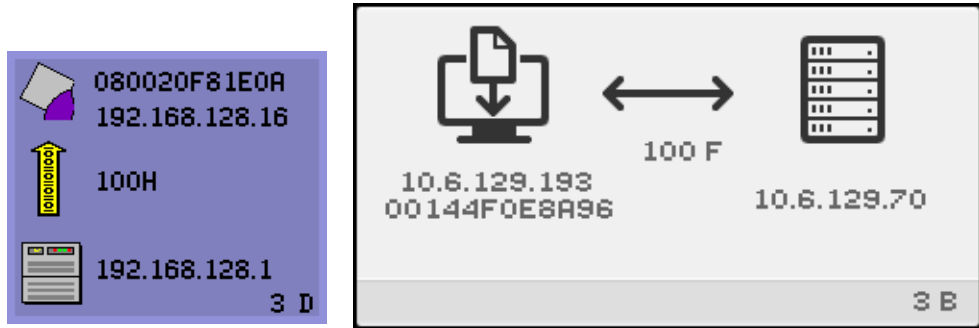 080020F81E0A
192.168.128.16
100H
192.168.128.1
3 D
100 F
10.6.129.193
00144F0E8A96
10.6.129.70
3 B